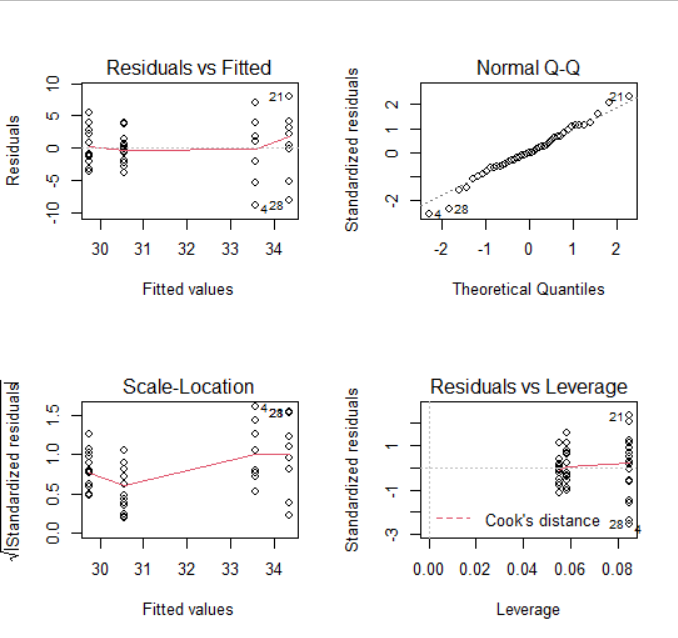 Residuals vs Fitted
Residuals
10
5
0
-5
-10
21
4
28
30 31 32 33 34
Fitted values
Normal Q-Q
Standardized residuals
2
1
0
-2
21
4
28
-2 -1 0 1 2
Theoretical Quantiles
Scale-Location
√|Standardized residuals|
1.5
1.0
0.5
0.0
4
28
30 31 32 33 34
Fitted values
Residuals vs Leverage
Standardized residuals
1
-1
-3
21
Cook's distance
28
4
0.00 0.02 0.04 0.06 0.08
Leverage